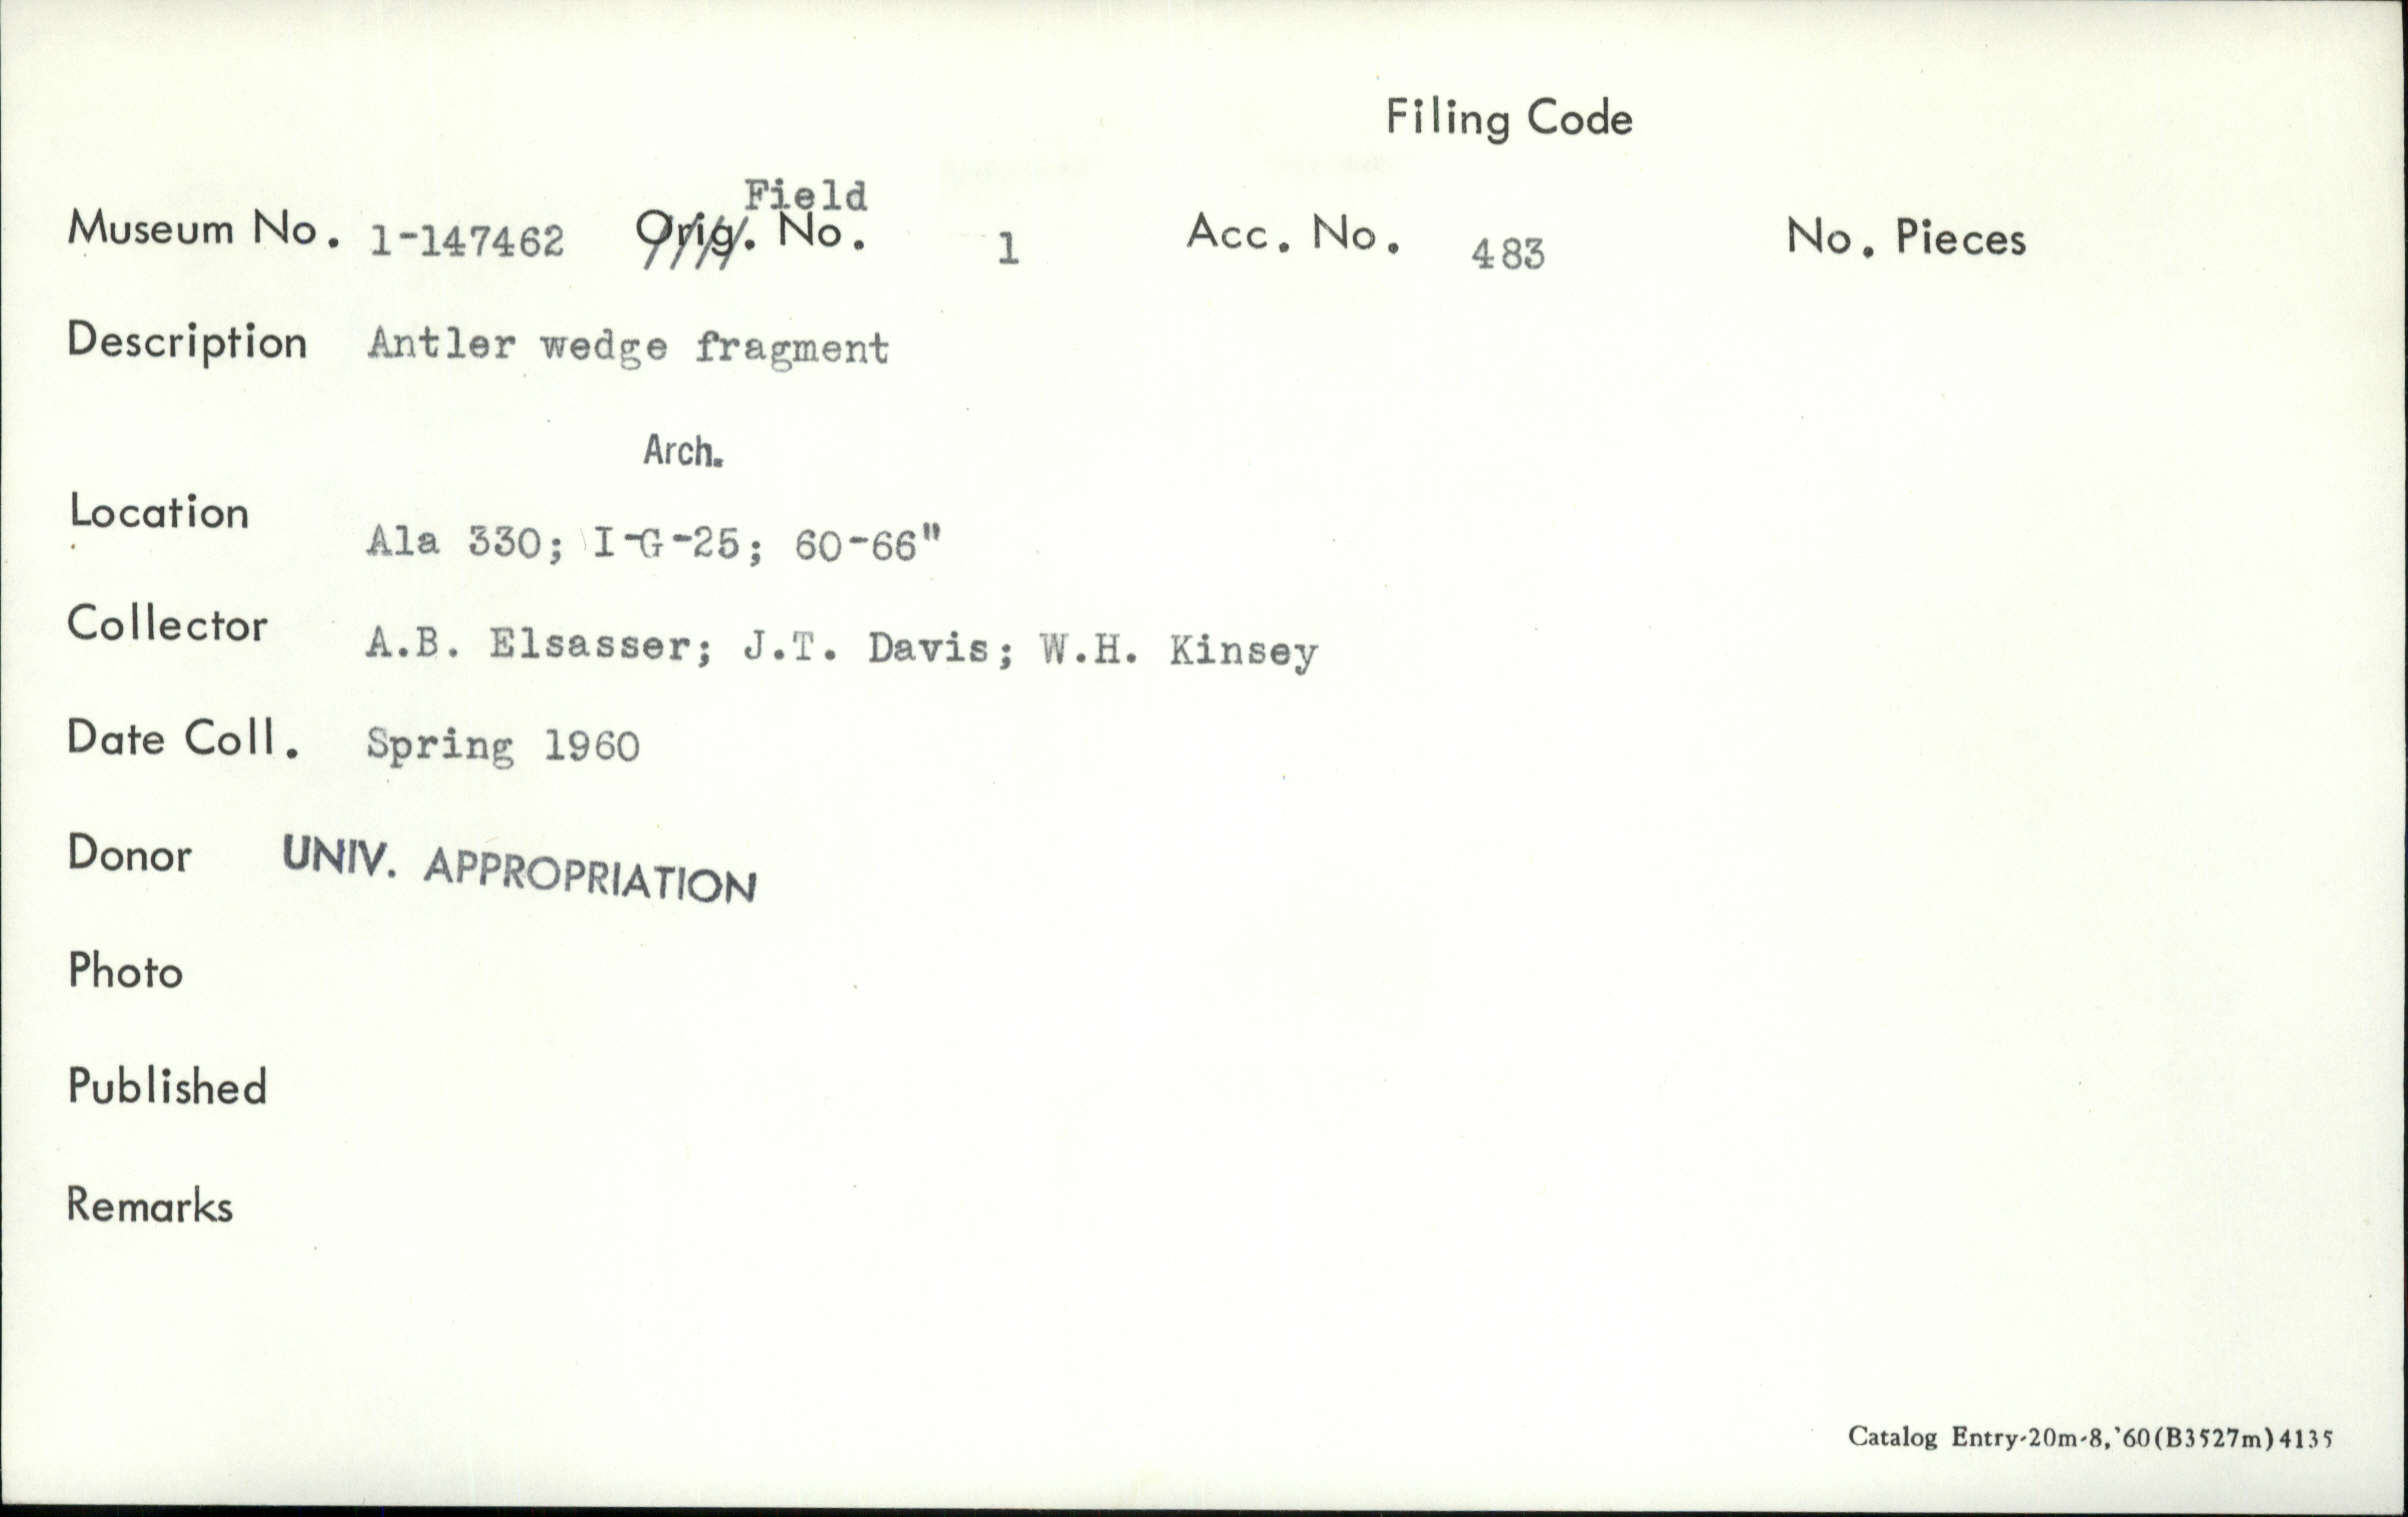 Filing Code
Field
Museum No. 1-147462 Orig. No. 1 Acc. No. 483 No. Pieces
Description Antler wedge fragment
Arch.
Location Ala 330; I-G-25; 60-66"
Collector A.B. Elsasser; J.T. Davis; W.H. Kinsey
Date Coll. Spring 1960
Donor UNIV. APPROPRIATION
Photo
Published
Remarks
Catalog Entry-20m-8,'60(B3527m)4135